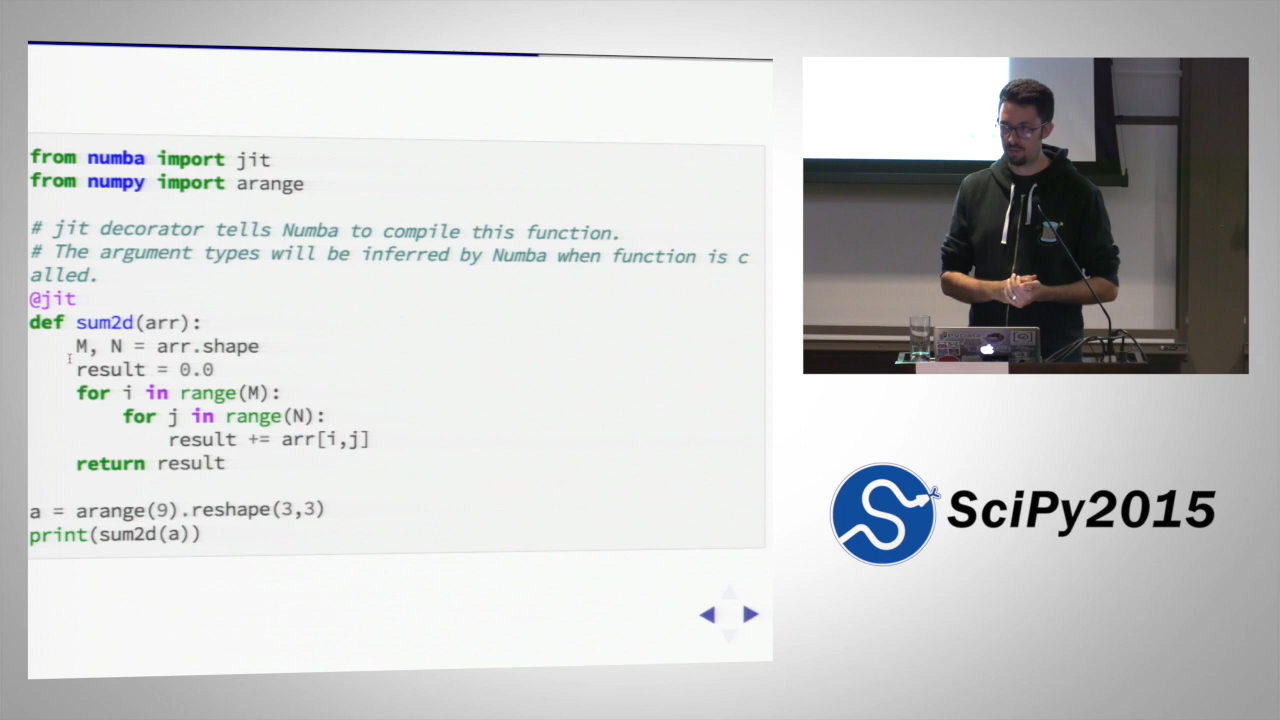 from numba import jit
from numpy import arange
# jit decorator tells Numba to compile this function.
# The argument types will be inferred by Numba when function is c
alled.
@jit
def sum2d(arr):
    M, N = arr.shape
    result = 0.0
    for i in range(M):
        for j in range(N):
            result += arr[i,j]
    return result
a = arange(9).reshape(3,3)
print(sum2d(a))
SciPy2015